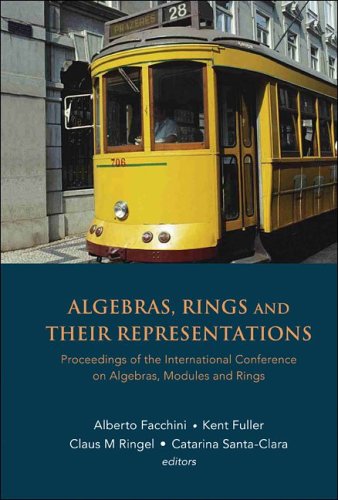 PRAZERES 28
706
ALGEBRAS, RINGS AND
THEIR REPRESENTATIONS
Proceedings of the International Conference
on Algebras, Modules and Rings
Alberto Facchini • Kent Fuller
Claus M Ringel • Catarina Santa-Clara
editors